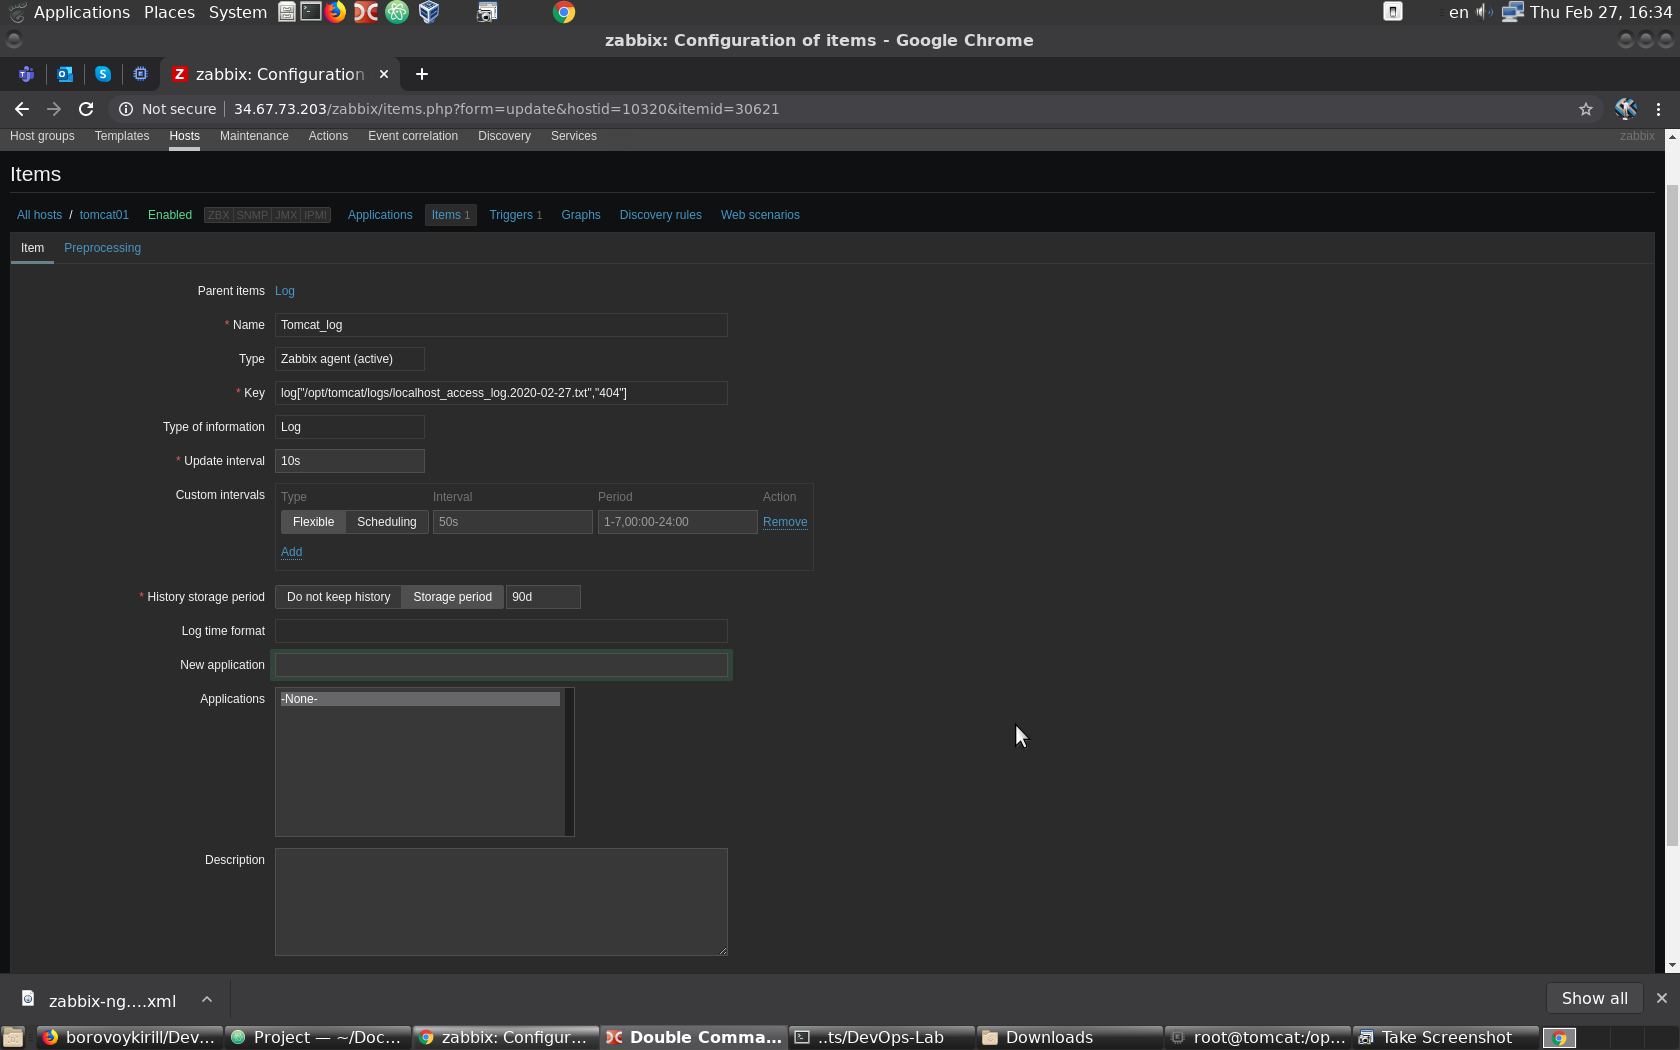 Applications Places System en Thu Feb 27, 16:34
zabbix: Configuration of items - Google Chrome
zabbix: Configuration
Not secure 34.67.73.203/zabbix/items.php?form=update&hostid=10320&itemid=30621
Host groups Templates Hosts Maintenance Actions Event correlation Discovery Services zabbix
Items
All hosts / tomcat01 Enabled ZBX SNMP JMX IPMI Applications Items 1 Triggers 1 Graphs Discovery rules Web scenarios
Item Preprocessing
Parent items Log
* Name Tomcat_log
Type Zabbix agent (active)
* Key log["/opt/tomcat/logs/localhost_access_log.2020-02-27.txt","404"]
Type of information Log
* Update interval 10s
Custom intervals Type Interval Period Action
Flexible Scheduling 50s 1-7,00:00-24:00 Remove
Add
* History storage period Do not keep history Storage period 90d
Log time format
New application
Applications -None-
Description
zabbix-ng....xml Show all
borovoykirill/Dev... Project — ~/Doc... zabbix: Configur... Double Comma... ..ts/DevOps-Lab Downloads root@tomcat:/op... Take Screenshot